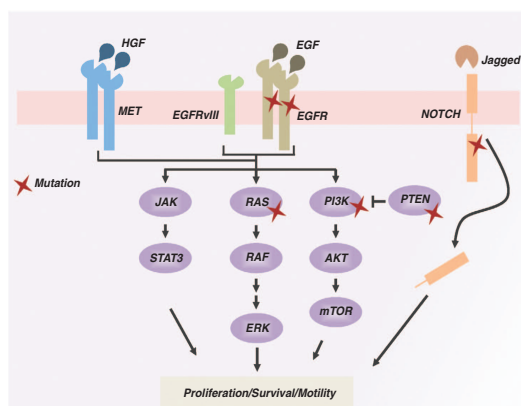 HGF
EGF
Jagged
MET
EGFRvIII
EGFR
NOTCH
Mutation
JAK
RAS
PI3K
PTEN
STAT3
RAF
AKT
mTOR
ERK
Proliferation/Survival/Motility